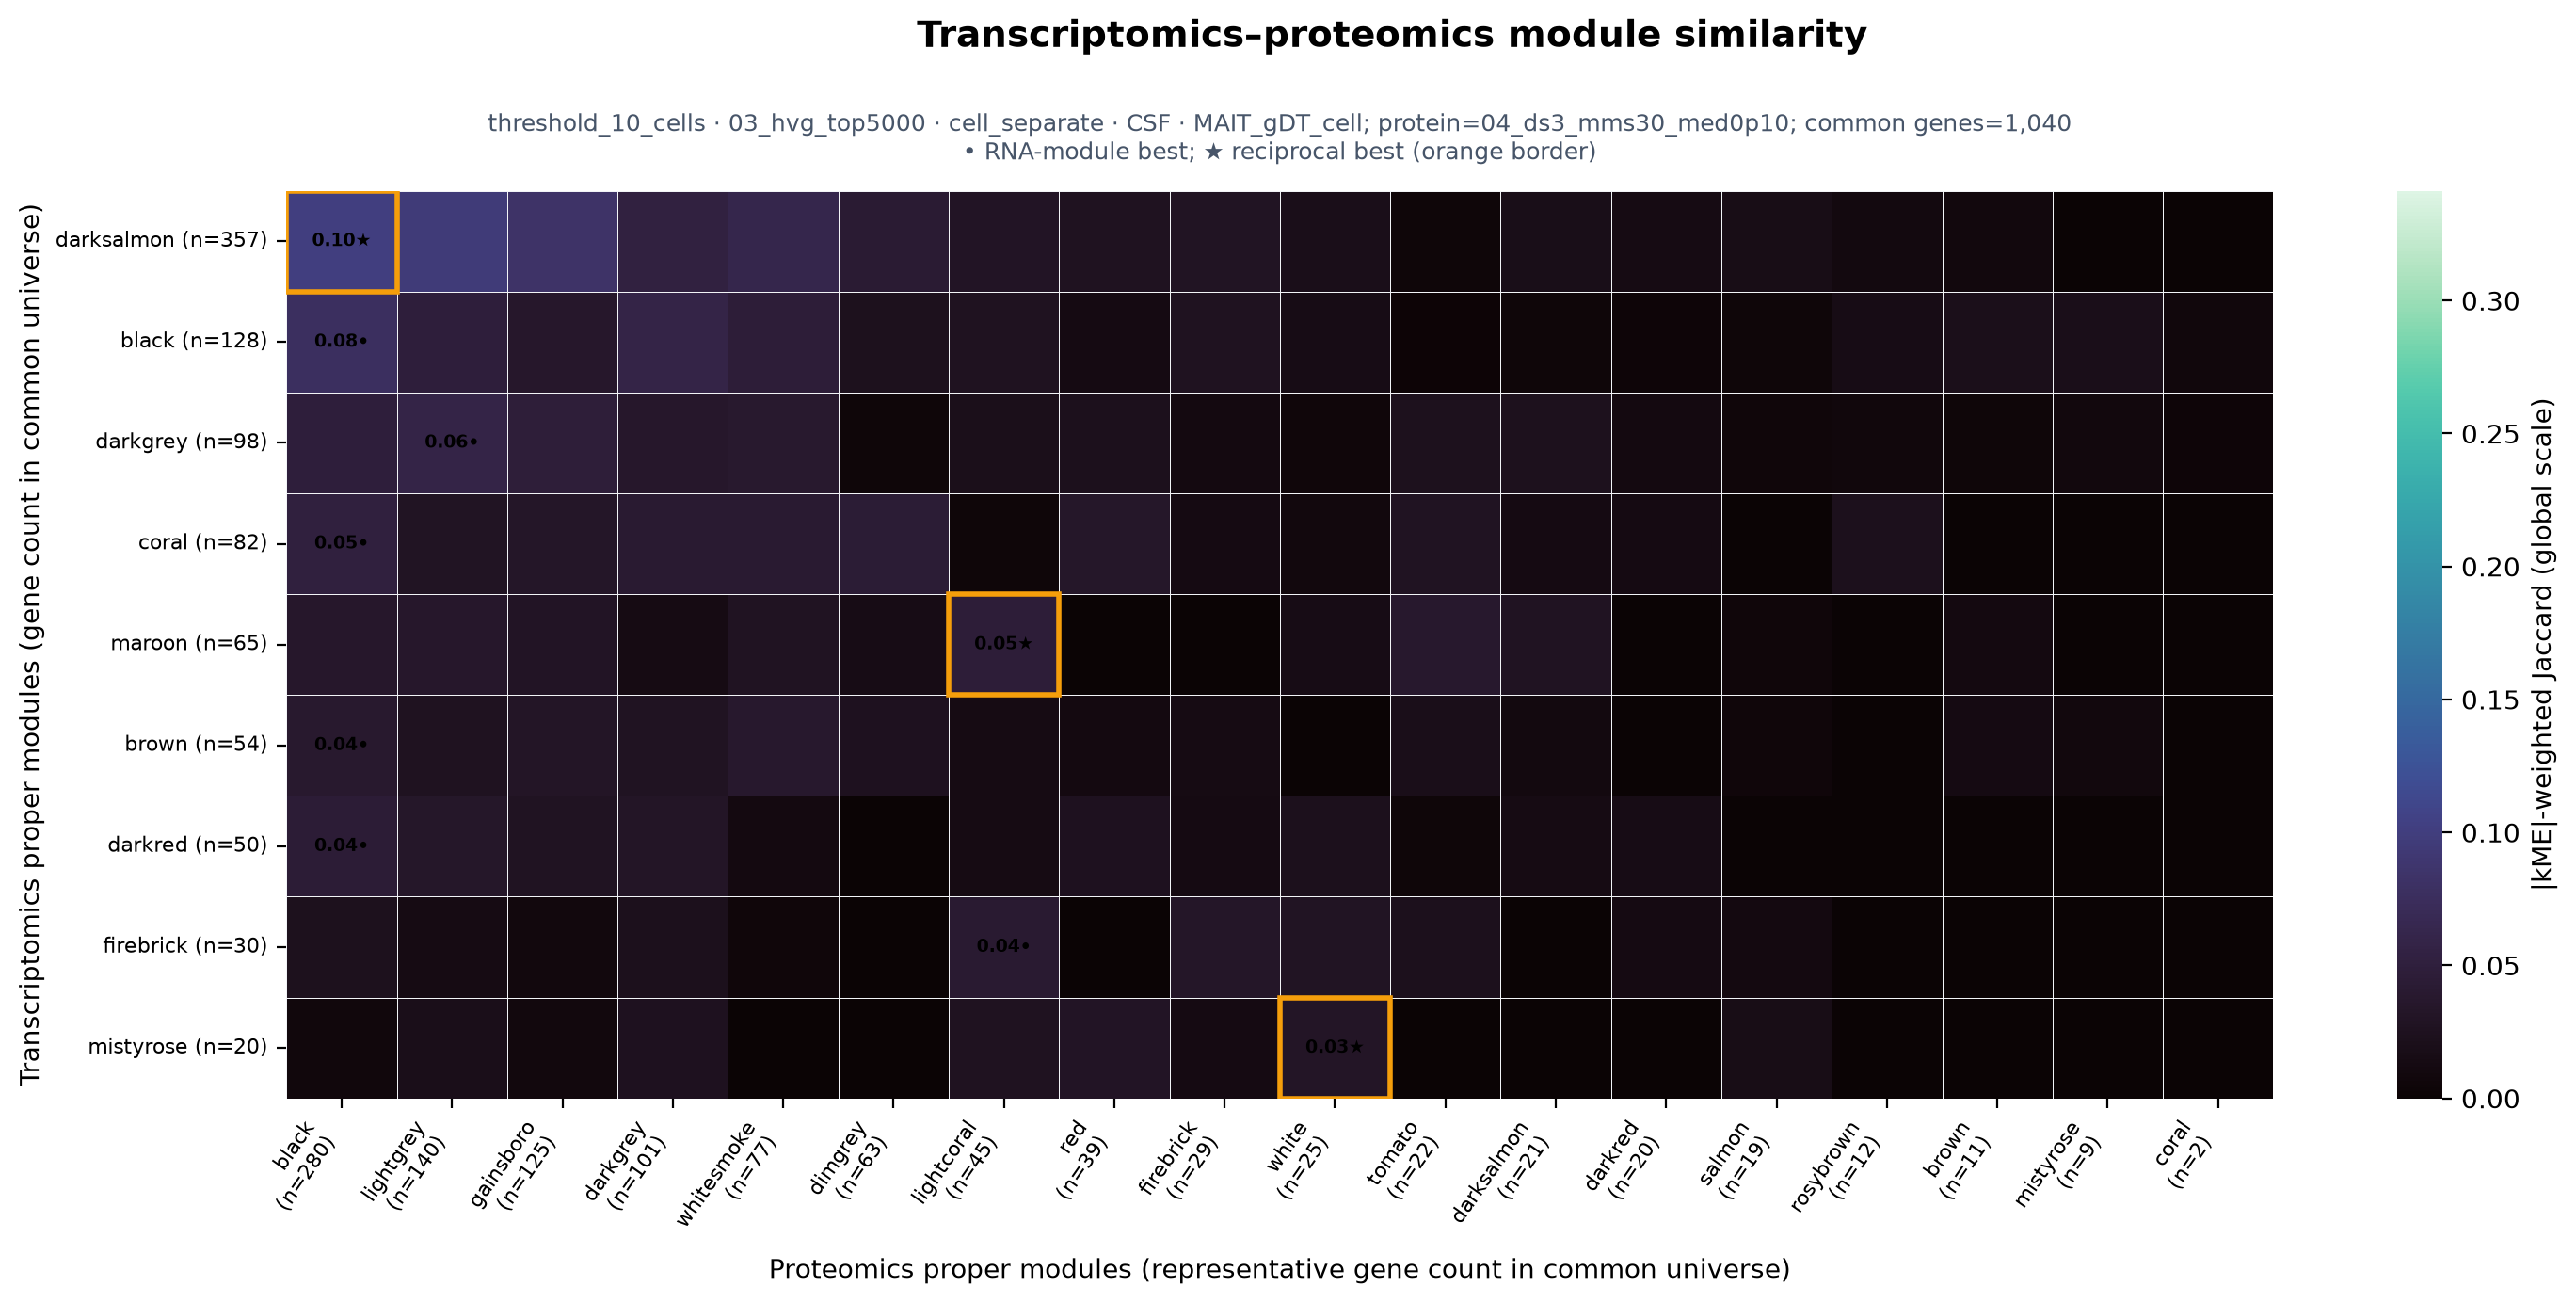 Transcriptomics–proteomics module similarity
threshold_10_cells · 03_hvg_top5000 · cell_separate · CSF · MAIT_gDT_cell; protein=04_ds3_mms30_med0p10; common genes=1,040
• RNA-module best; ★ reciprocal best (orange border)
Transcriptomics proper modules (gene count in common universe)
darksalmon (n=357)
black (n=128)
darkgrey (n=98)
coral (n=82)
maroon (n=65)
brown (n=54)
darkred (n=50)
firebrick (n=30)
mistyrose (n=20)
0.10★
0.08•
0.06•
0.05•
0.05★
0.04•
0.04•
0.04•
0.03★
black
(n=280)
lightgrey
(n=140)
gainsboro
(n=125)
darkgrey
(n=101)
whitesmoke
(n=77)
dimgrey
(n=63)
lightcoral
(n=45)
red
(n=39)
firebrick
(n=29)
white
(n=25)
tomato
(n=22)
darksalmon
(n=21)
darkred
(n=20)
salmon
(n=19)
rosybrown
(n=12)
brown
(n=11)
mistyrose
(n=9)
coral
(n=2)
Proteomics proper modules (representative gene count in common universe)
0.30
0.25
0.20
0.15
0.10
0.05
0.00
|kME|-weighted Jaccard (global scale)